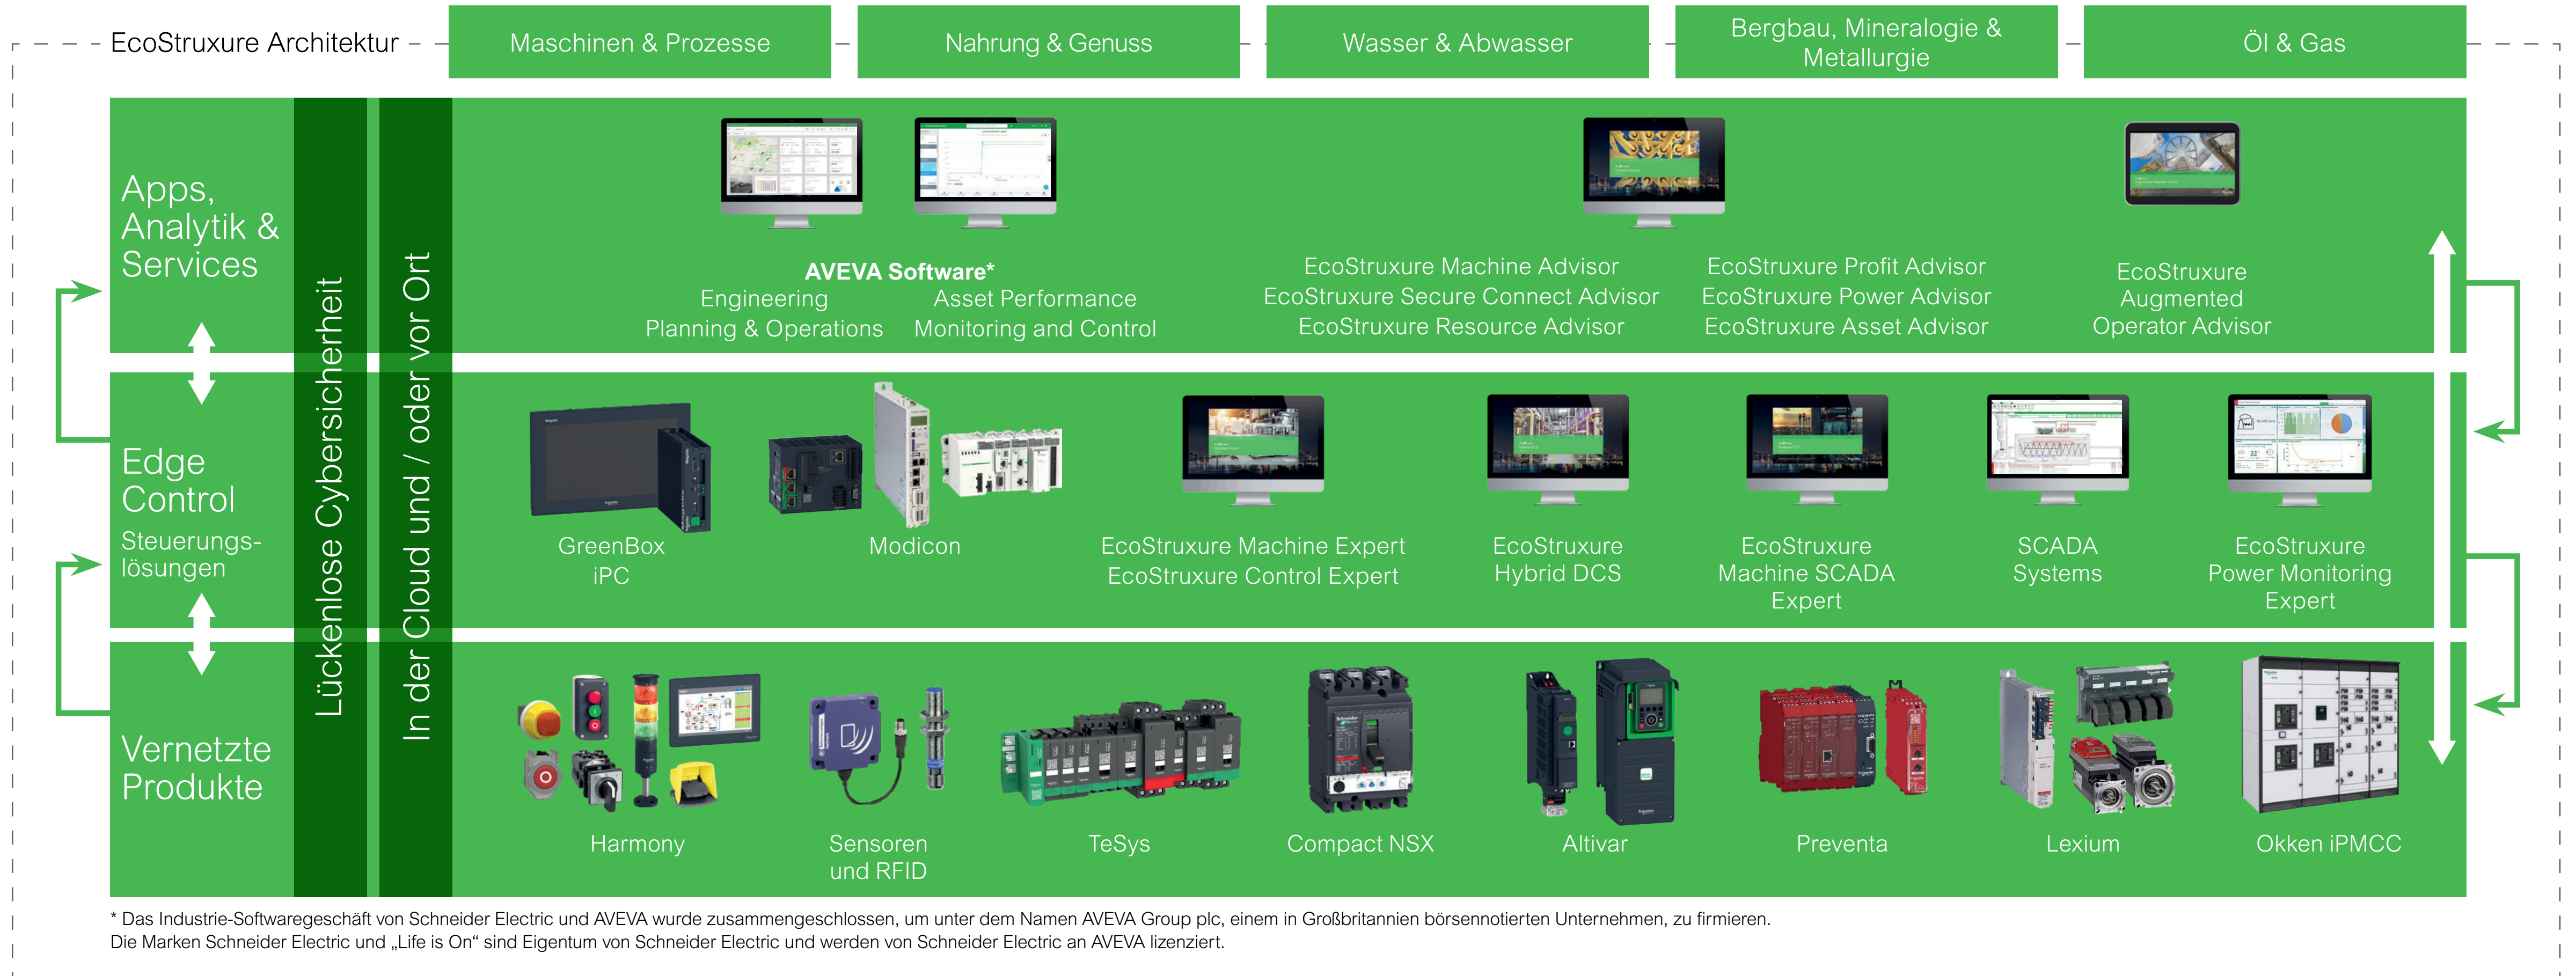 EcoStruxure Architektur
Maschinen & Prozesse
Nahrung & Genuss
Wasser & Abwasser
Bergbau, Mineralogie &
Metallurgie
Öl & Gas
Apps,
Analytik &
Services
AVEVA Software*
Engineering
Planning & Operations
Asset Performance
Monitoring and Control
EcoStruxure Machine Advisor
EcoStruxure Secure Connect Advisor
EcoStruxure Resource Advisor
EcoStruxure Profit Advisor
EcoStruxure Power Advisor
EcoStruxure Asset Advisor
EcoStruxure
Augmented
Operator Advisor
Lückenlose Cybersicherheit
In der Cloud und / oder vor Ort
Edge
Control
Steuerungs-
lösungen
GreenBox
iPC
Modicon
EcoStruxure Machine Expert
EcoStruxure Control Expert
EcoStruxure
Hybrid DCS
EcoStruxure
Machine SCADA
Expert
SCADA
Systems
EcoStruxure
Power Monitoring
Expert
Vernetzte
Produkte
Harmony
Sensoren
und RFID
TeSys
Compact NSX
Altivar
Preventa
Lexium
Okken iPMCC
* Das Industrie-Softwaregeschäft von Schneider Electric und AVEVA wurde zusammengeschlossen, um unter dem Namen AVEVA Group plc, einem in Großbritannien börsennotierten Unternehmen, zu firmieren.
Die Marken Schneider Electric und „Life is On“ sind Eigentum von Schneider Electric und werden von Schneider Electric an AVEVA lizenziert.